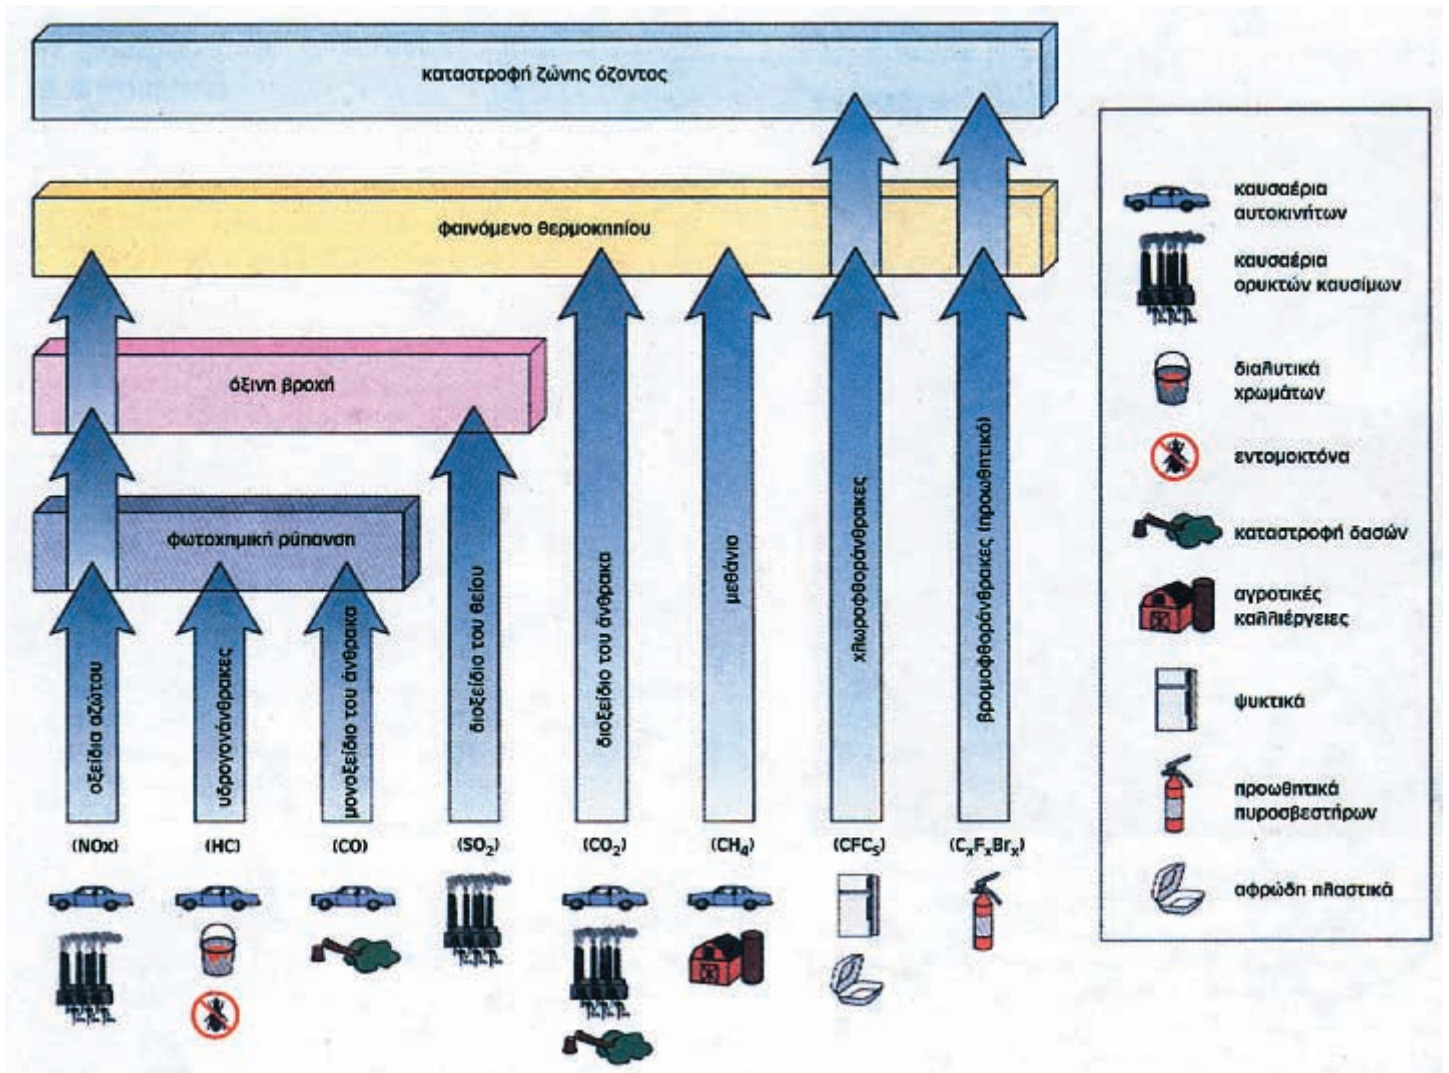 καταστροφή ζώνης όζοντος
φαινόμενο θερμοκηπίου
όξινη βροχή
φωτοχημική ρύπανση
οξείδια αζώτου
υδρογονάνθρακες
μονοξείδιο του άνθρακα
διοξείδιο του θείου
διοξείδιο του άνθρακα
μεθάνιο
χλωροφθοράνθρακες
βρομοφθοράνθρακες (προωθητικό)
(NOx)
(HC)
(CO)
(SO₂)
(CO₂)
(CH₄)
(CFCₛ)
(CₓFₓBrₓ)
καυσαέρια
αυτοκινήτων
καυσαέρια
ορυκτών καυσίμων
διαλυτικά
χρωμάτων
εντομοκτόνα
καταστροφή δασών
αγροτικές
καλλιέργειες
ψυκτικά
προωθητικά
πυροσβεστήρων
αφρώδη πλαστικά